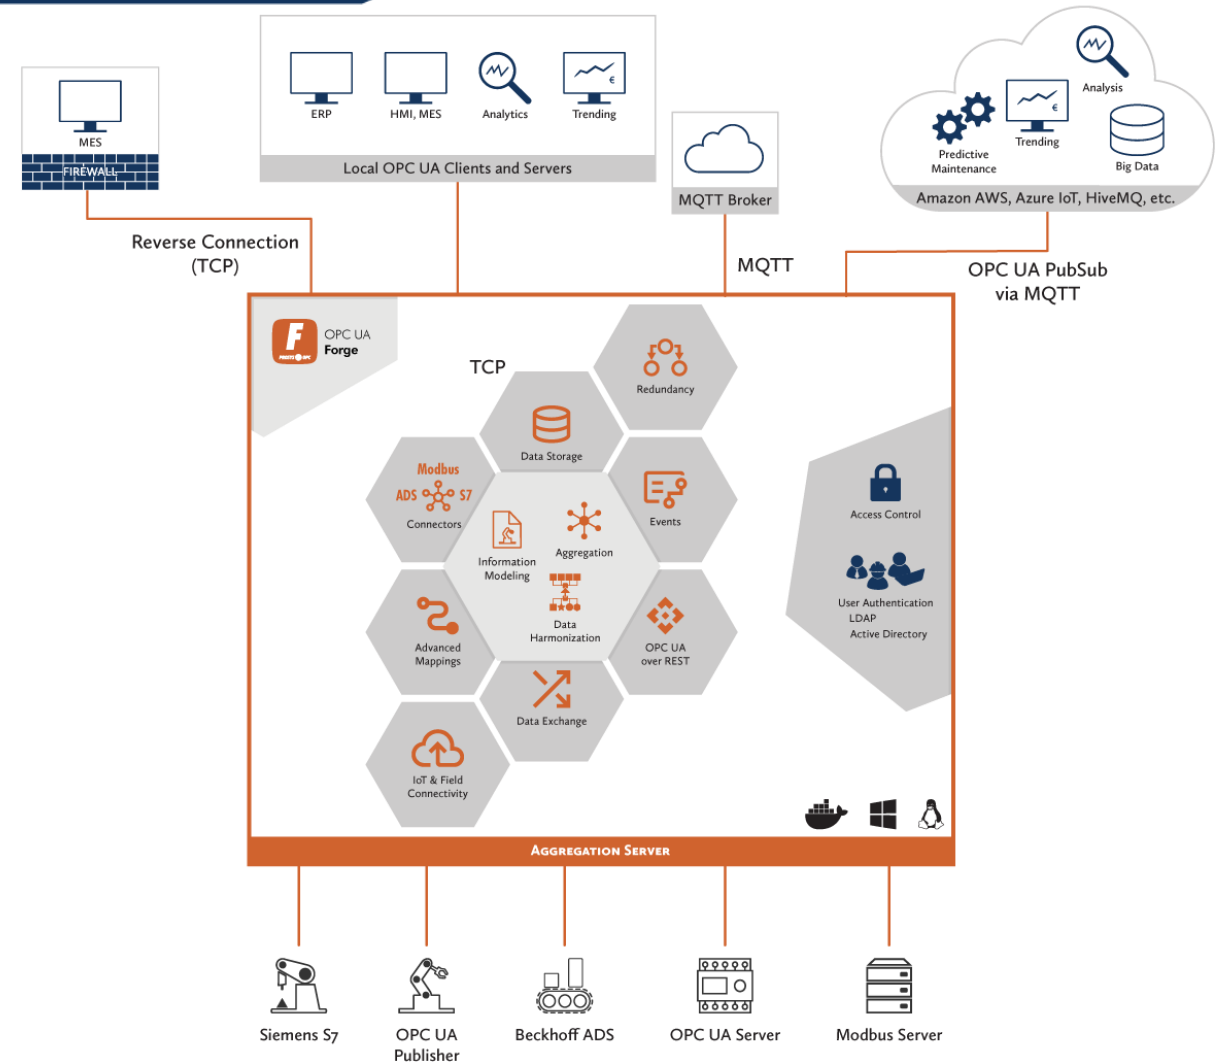 ERP
HMI, MES
Analytics
Trending
Local OPC UA Clients and Servers
MES
FIREWALL
MQTT Broker
Analysis
Predictive
Maintenance
Trending
€
€
Big Data
Amazon AWS, Azure IoT, HiveMQ, etc.
Reverse Connection
(TCP)
MQTT
OPC UA PubSub
via MQTT
F
PROSYS OPC
OPC UA
Forge
TCP
Redundancy
Data Storage
Modbus
ADS
S7
Connectors
Events
Information
Modeling
Aggregation
Data
Harmonization
Advanced
Mappings
OPC UA
over REST
Data Exchange
IoT & Field
Connectivity
Access Control
User Authentication
LDAP
Active Directory
AGGREGATION SERVER
Siemens S7
OPC UA
Publisher
Beckhoff ADS
OPC UA Server
Modbus Server